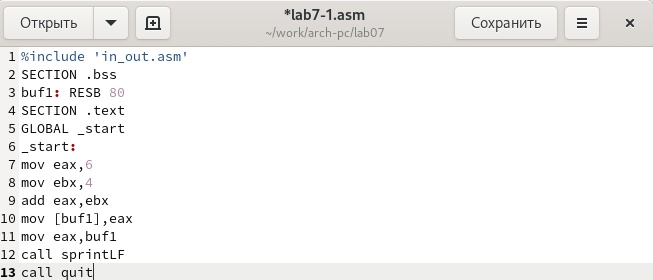 Открыть
*lab7-1.asm
~/work/arch-pc/lab07
Сохранить
1 %include 'in_out.asm'
2 SECTION .bss
3 buf1: RESB 80
4 SECTION .text
5 GLOBAL _start
6 _start:
7 mov eax,6
8 mov ebx,4
9 add eax,ebx
10 mov [buf1],eax
11 mov eax,buf1
12 call sprintLF
13 call quit